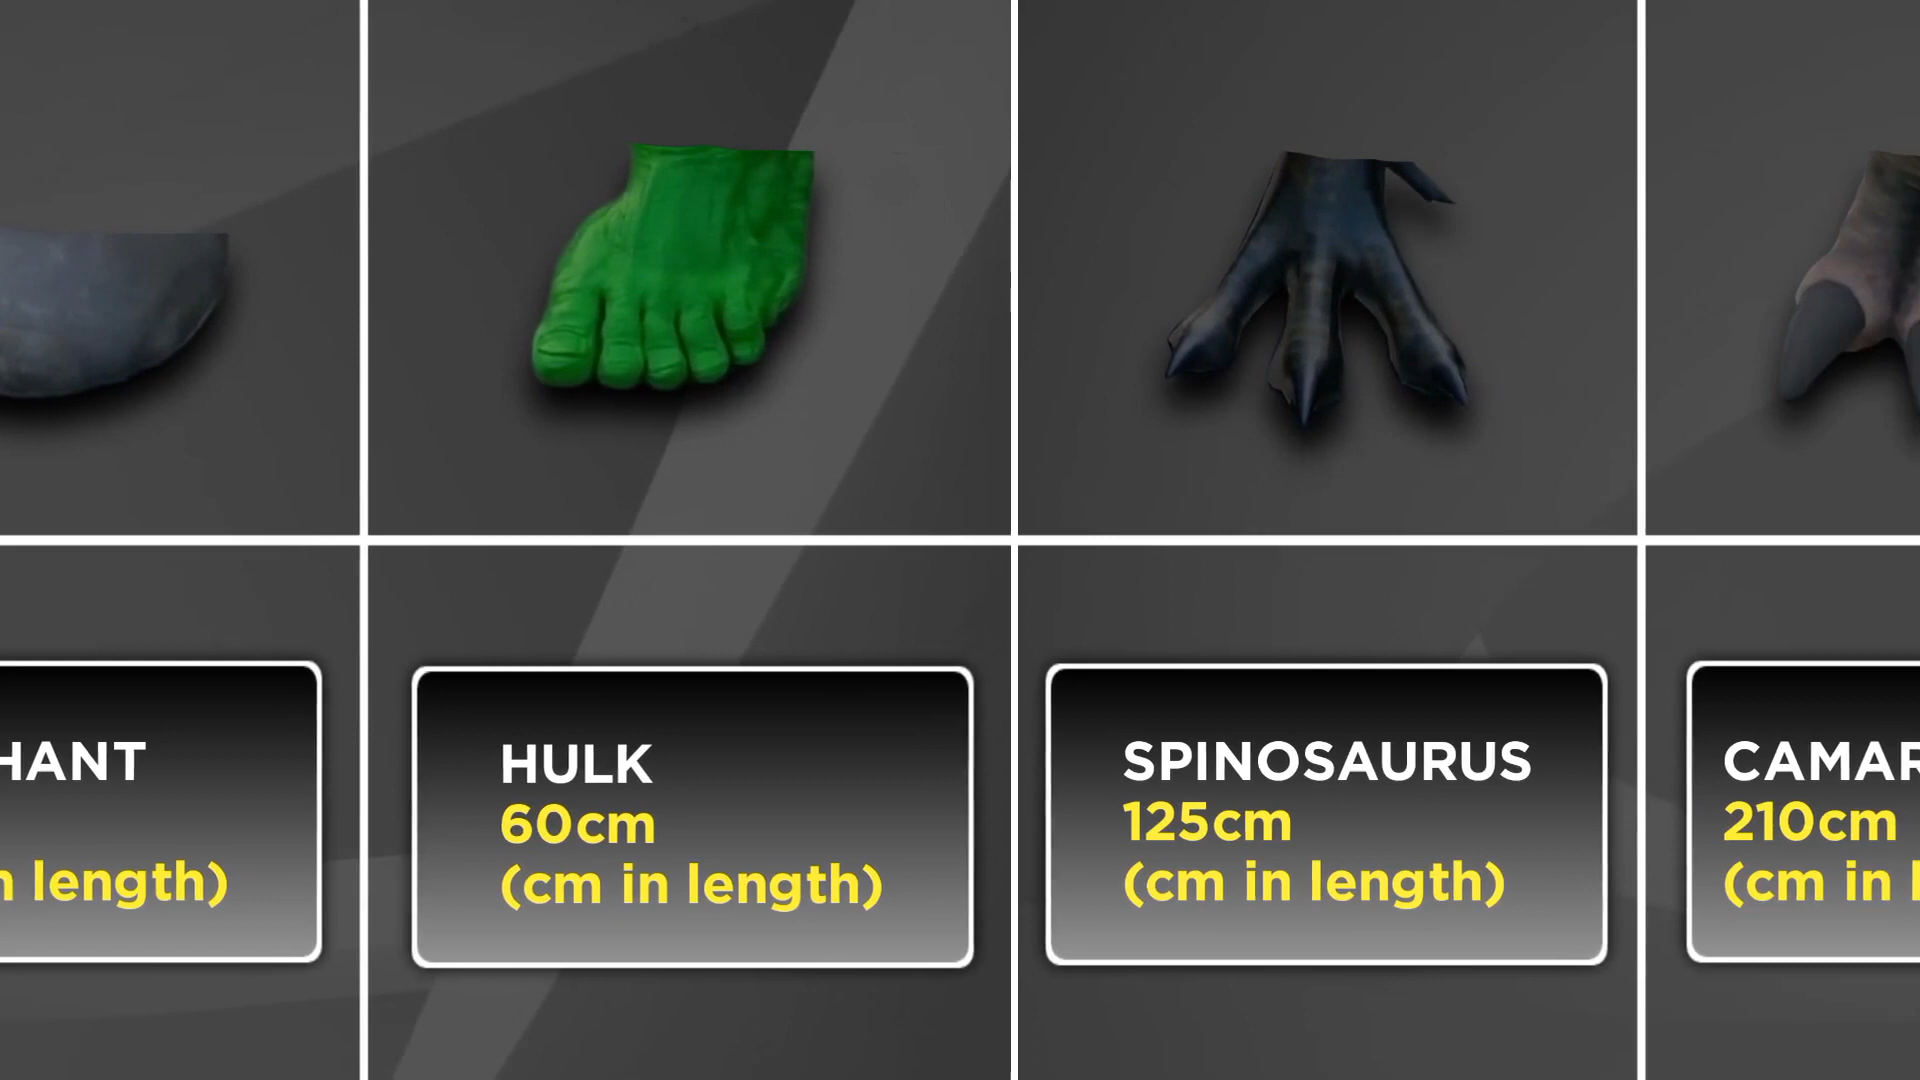 HANT
length)
HULK
60cm
(cm in length)
SPINOSAURUS
125cm
(cm in length)
CAMAR
210cm
(cm in